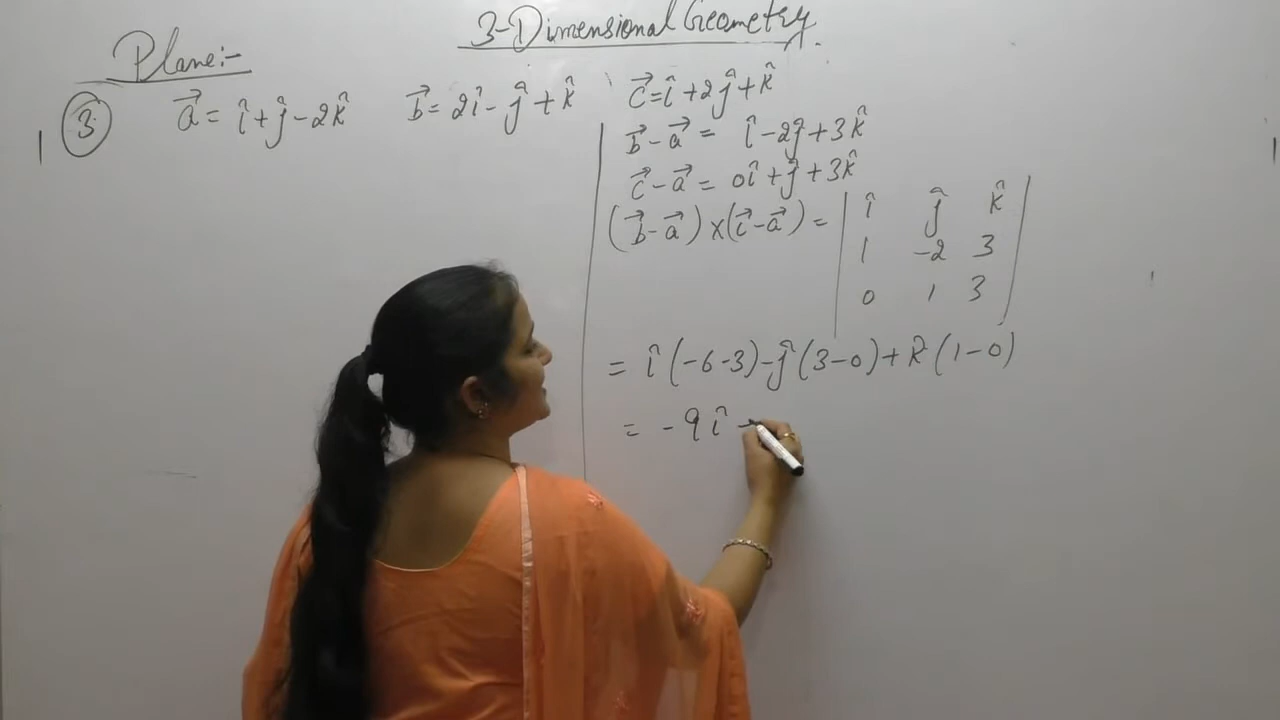 3-Dimensional Geometry.
Plane:-
③ a⃗ = î+ĵ-2k̂ b⃗ = 2î-ĵ+k̂ c⃗=î+2ĵ+k̂
b⃗-a⃗ = î-2ĵ+3k̂
c⃗-a⃗ = 0î+ĵ+3k̂
(b⃗-a⃗)×(c⃗-a⃗) = | î ĵ k̂ |
| 1 -2 3 |
| 0 1 3 |
= î(-6-3)-ĵ(3-0)+k̂(1-0)
= -9î -